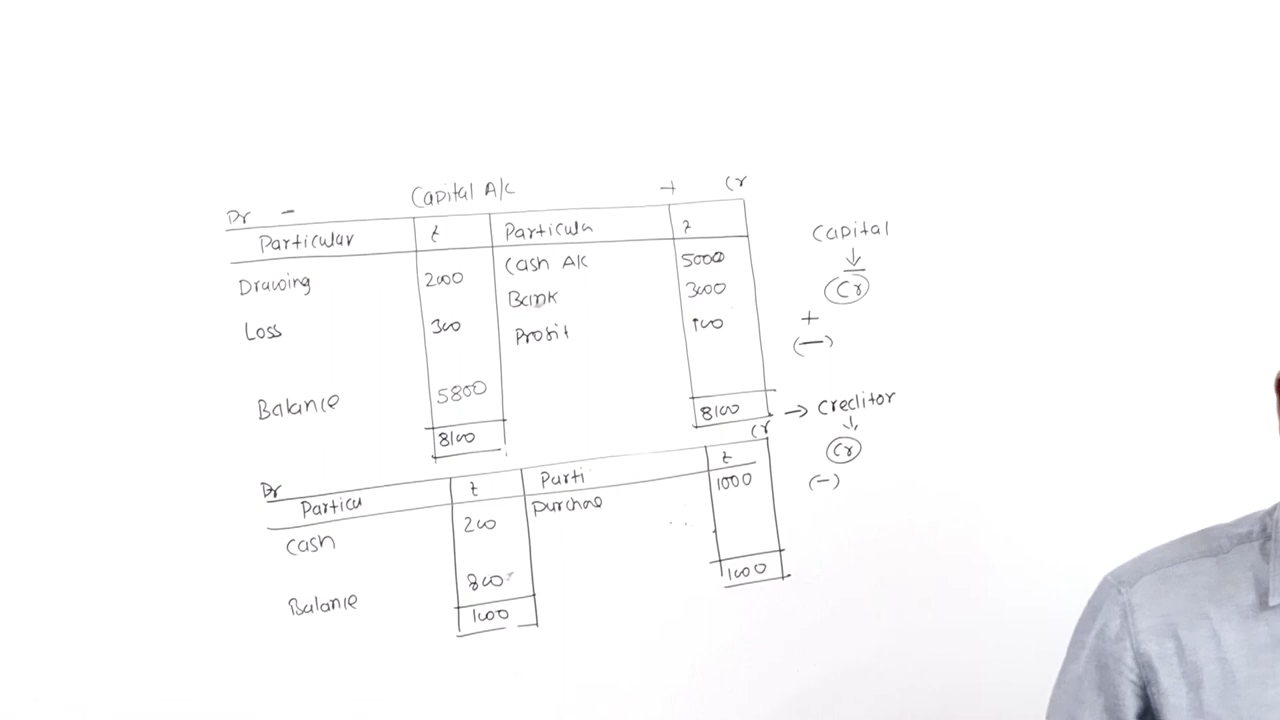 Capital A/c
Dr - + Cr
Particular ₹ Particula ₹
Drawing 2000 Cash A/c 5000
Bank 3000
Loss 300 Profit 100
Balance 5800
8100 8100 → Creditor
Capital
↓
Cr
+
(-)
↓
Cr
(-)
Dr Cr
Particu ₹ Parti ₹
Cash 200 Purchase 1000
Balance 800
1000 1000